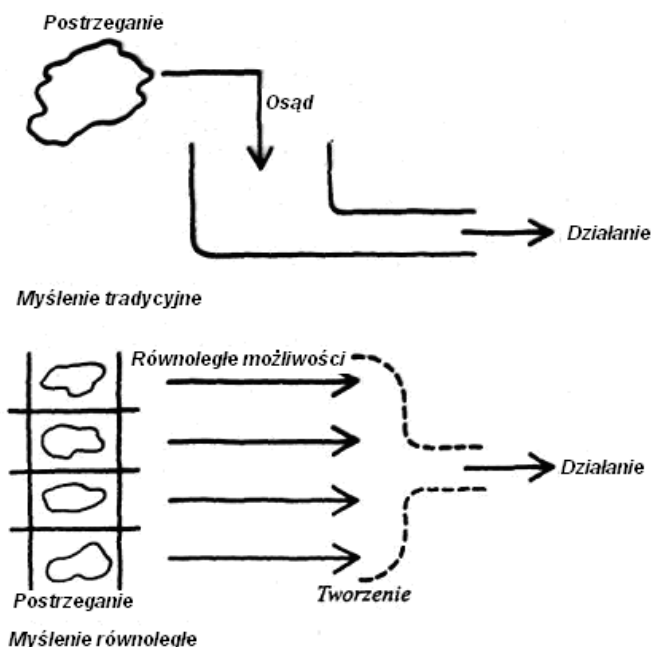 Postrzeganie
Osąd
Działanie
Myślenie tradycyjne
Równoległe możliwości
Działanie
Tworzenie
Postrzeganie
Myślenie równoległe